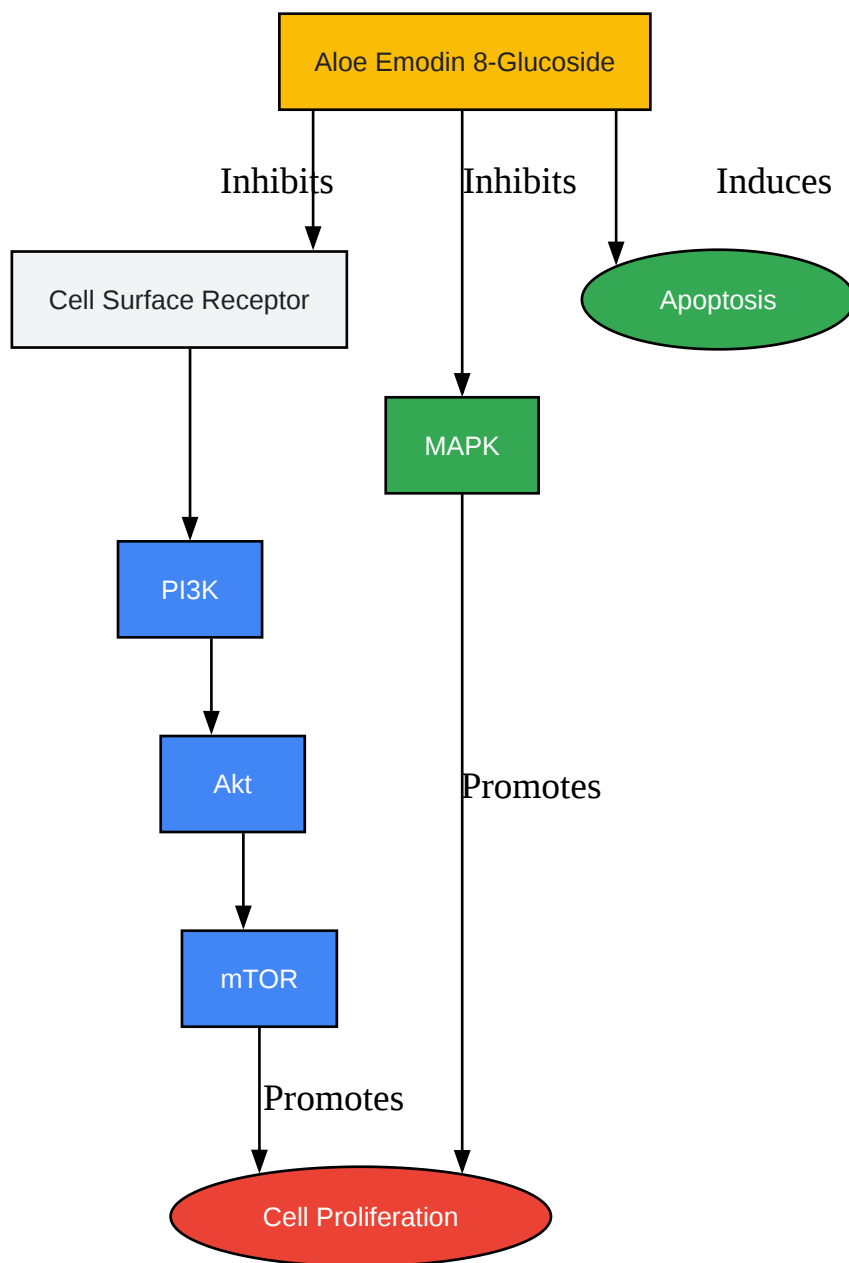 Aloe Emodin 8-Glucoside
Inhibits
Inhibits
Induces
Cell Surface Receptor
Apoptosis
MAPK
PI3K
Akt
Promotes
mTOR
Promotes
Cell Proliferation